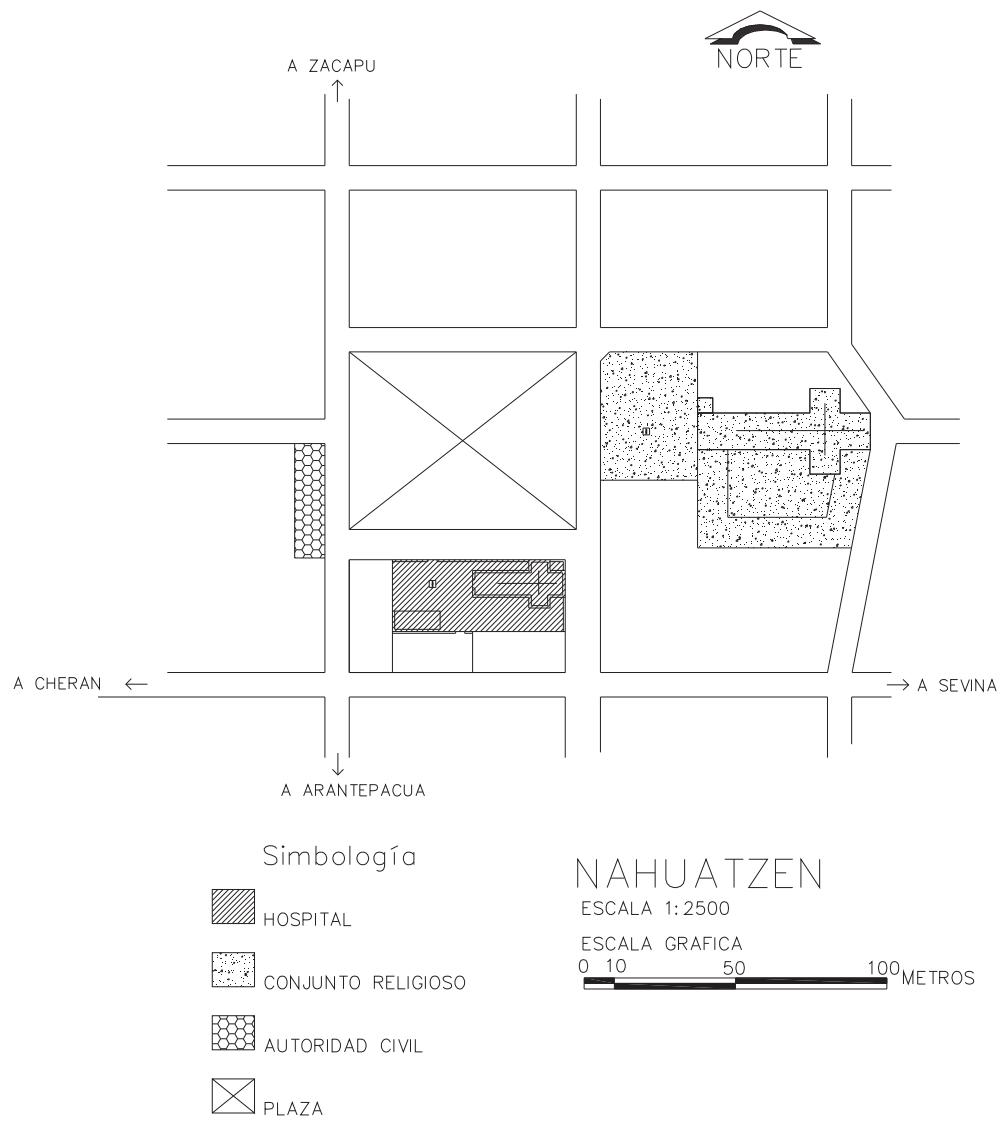 NORTE
A ZACAPU
A CHERAN
A SEVINA
A ARANTEPACUA
Simbología
HOSPITAL
CONJUNTO RELIGIOSO
AUTORIDAD CIVIL
PLAZA
NAHUATZEN
ESCALA 1:2500
ESCALA GRAFICA
0 10 50 100 METROS